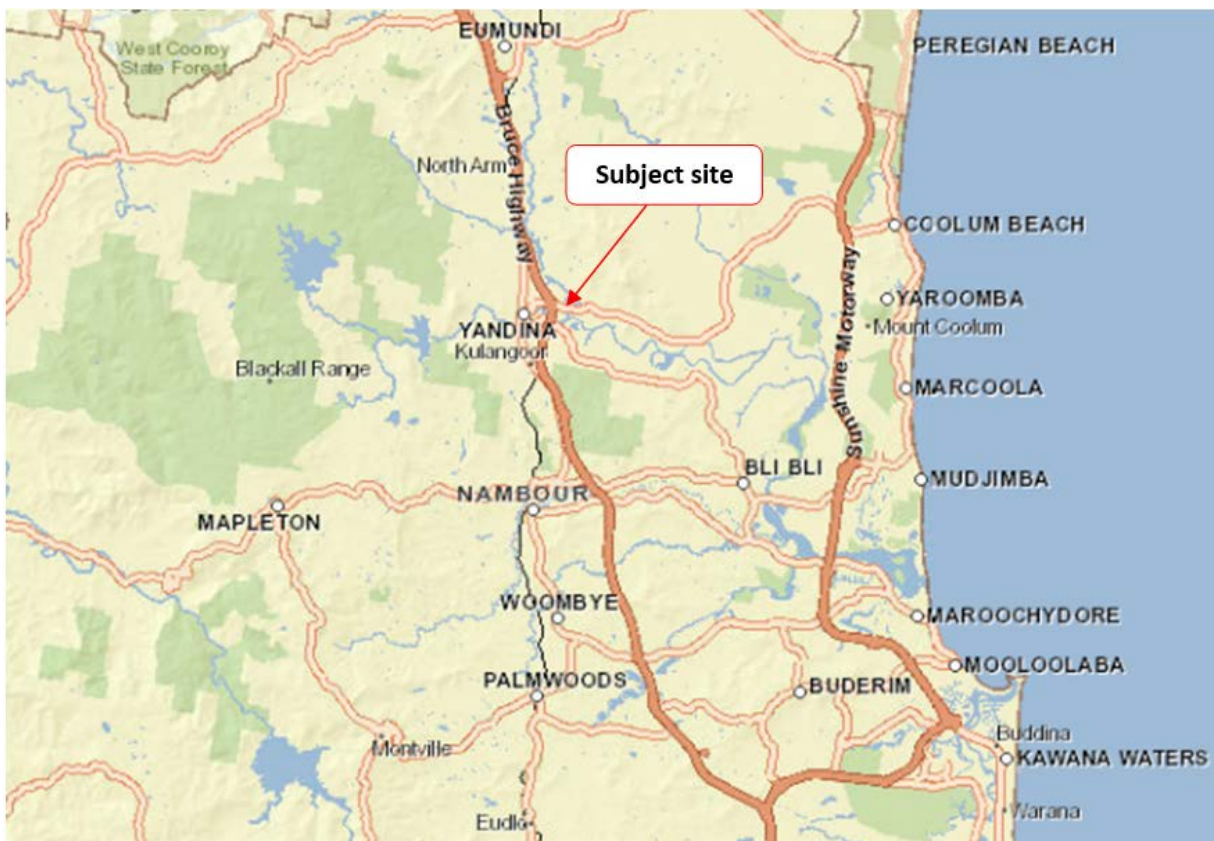 EUMUNDI
West Cooroy
State Forest
PEREGIAN BEACH
Bruce Highway
North Arm
Subject site
COOLUM BEACH
Sunshine Motorway
YAROOMBA
YANDINA
Mount Coolum
Kulangoor
Blackall Range
MARCOOLA
BLI BLI
MUDJIMBA
NAMBOUR
MAPLETON
WOOMBYE
MAROOCHYDORE
MOOLOOLABA
PALMWOODS
BUDERIM
Buddina
Montville
KAWANA WATERS
Warana
Eudlo